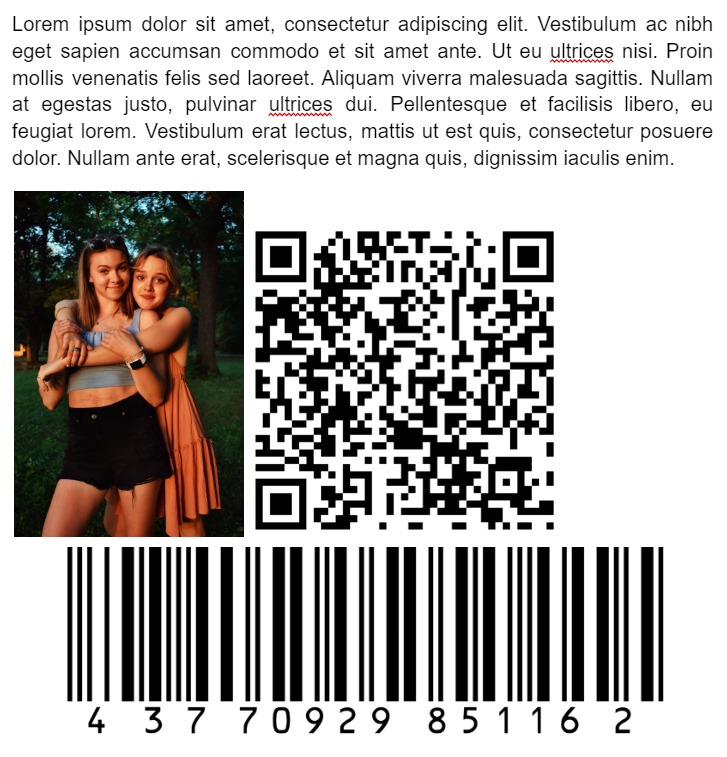 Lorem ipsum dolor sit amet, consectetur adipiscing elit. Vestibulum ac nibh
eget sapien accumsan commodo et sit amet ante. Ut eu ultrices nisi. Proin
mollis venenatis felis sed laoreet. Aliquam viverra malesuada sagittis. Nullam
at egestas justo, pulvinar ultrices dui. Pellentesque et facilisis libero, eu
feugiat lorem. Vestibulum erat lectus, mattis ut est quis, consectetur posuere
dolor. Nullam ante erat, scelerisque et magna quis, dignissim iaculis enim.
4 37 70929 85116 2